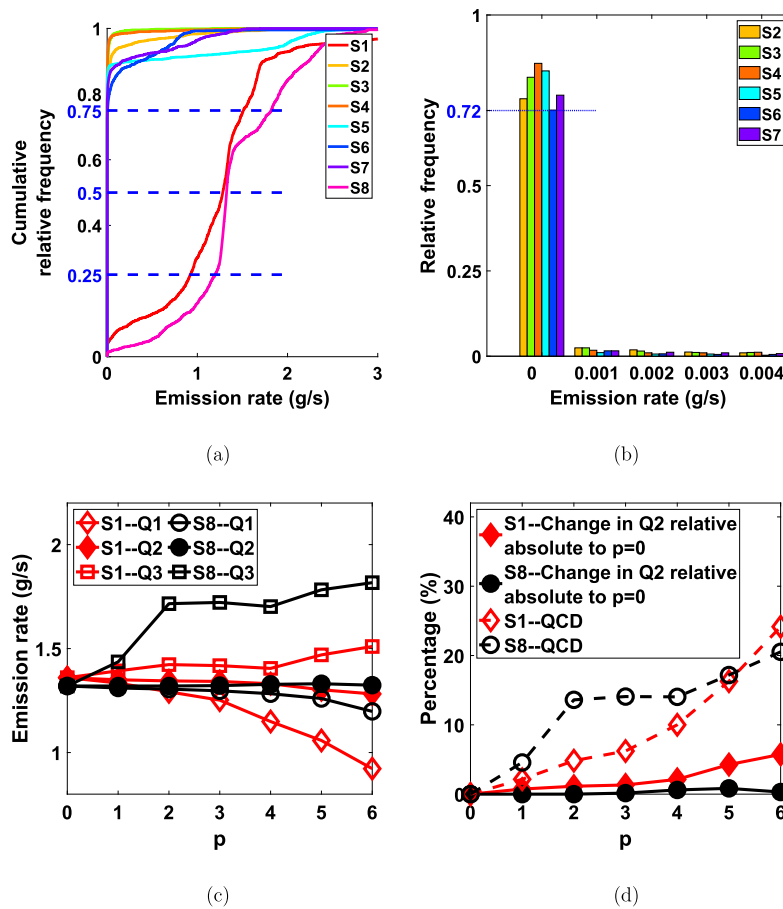 1
0.8
0.75
0.6
0.5
0.4
0.25
0
0 1 2 3
Cumulative
relative frequency
Emission rate (g/s)
S1
S2
S3
S4
S5
S6
S7
S8
(a)
1
0.72
0.5
0.25
0
0 0.001 0.002 0.003 0.004
Relative frequency
Emission rate (g/s)
S2
S3
S4
S5
S6
S7
(b)
2
1.5
1
0 1 2 3 4 5 6
Emission rate (g/s)
p
S1--Q1 S8--Q1
S1--Q2 S8--Q2
S1--Q3 S8--Q3
(c)
40
30
20
10
0
0 1 2 3 4 5 6
Percentage (%)
p
S1--Change in Q2 relative
absolute to p=0
S8--Change in Q2 relative
absolute to p=0
S1--QCD
S8--QCD
(d)